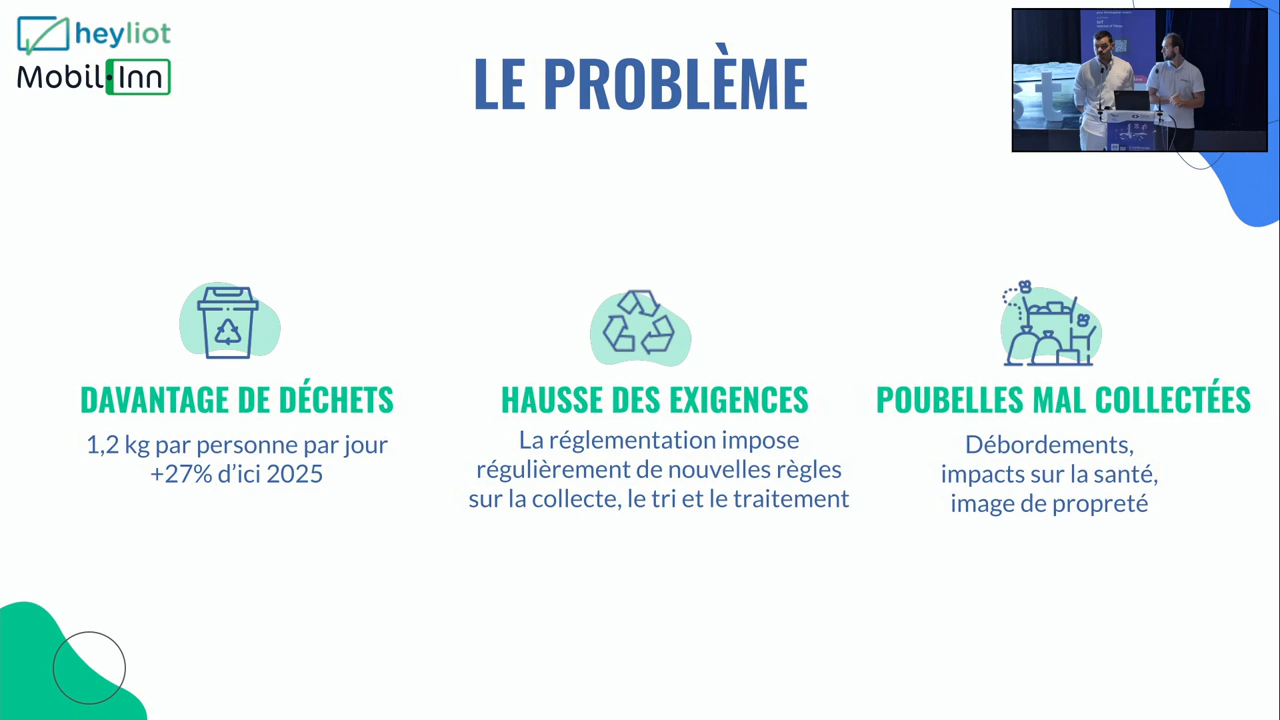 heyliot
Mobil Inn
LE PROBLÈME
DAVANTAGE DE DÉCHETS
1,2 kg par personne par jour
+27% d’ici 2025
HAUSSE DES EXIGENCES
La réglementation impose
régulièrement de nouvelles règles
sur la collecte, le tri et le traitement
POUBELLES MAL COLLECTÉES
Débordements,
impacts sur la santé,
image de propreté